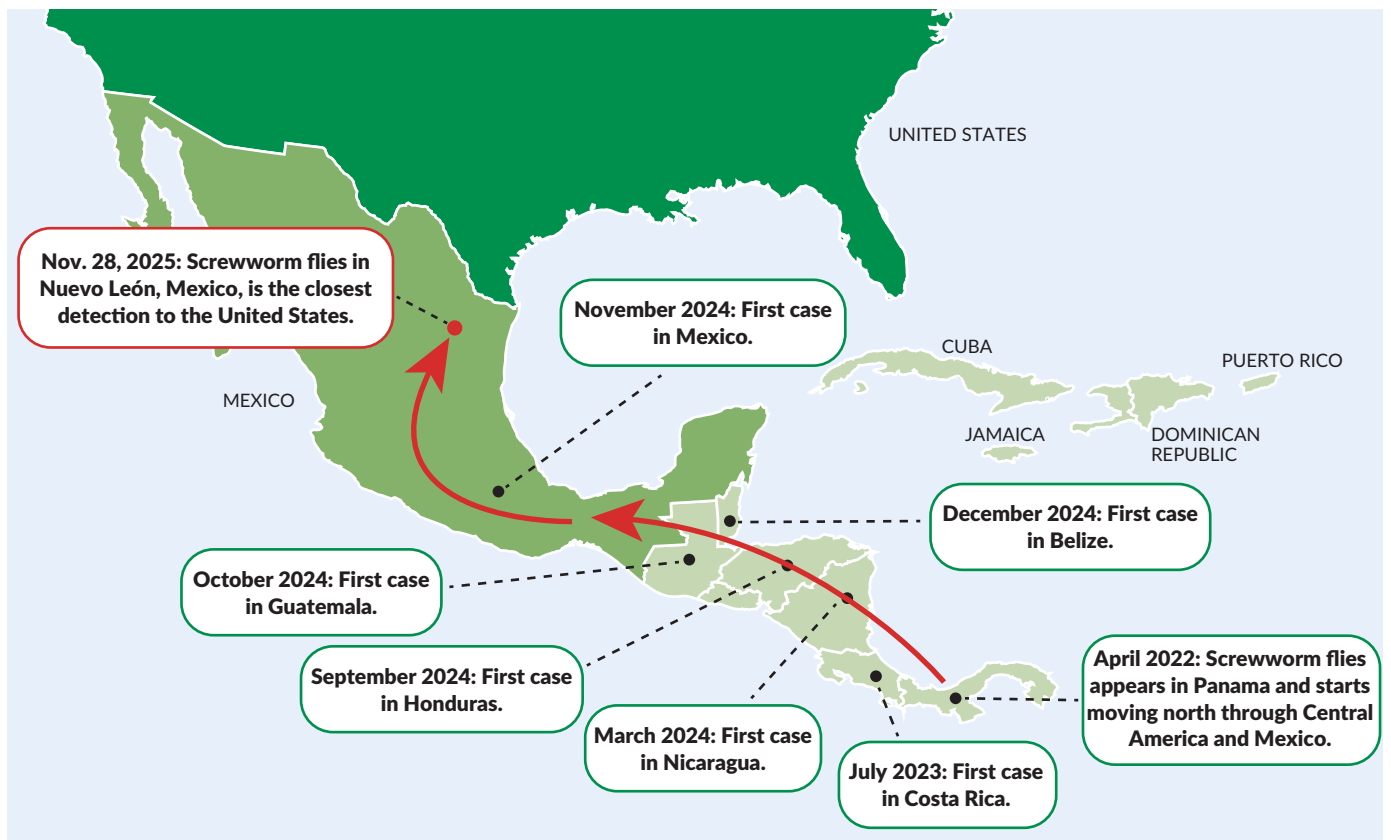 UNITED STATES
Nov. 28, 2025: Screwworm flies in
Nuevo León, Mexico, is the closest
detection to the United States.
November 2024: First case
in Mexico.
CUBA
PUERTO RICO
MEXICO
JAMAICA
DOMINICAN
REPUBLIC
December 2024: First case
in Belize.
October 2024: First case
in Guatemala.
September 2024: First case
in Honduras.
April 2022: Screwworm flies
appears in Panama and starts
moving north through Central
America and Mexico.
March 2024: First case
in Nicaragua.
July 2023: First case
in Costa Rica.